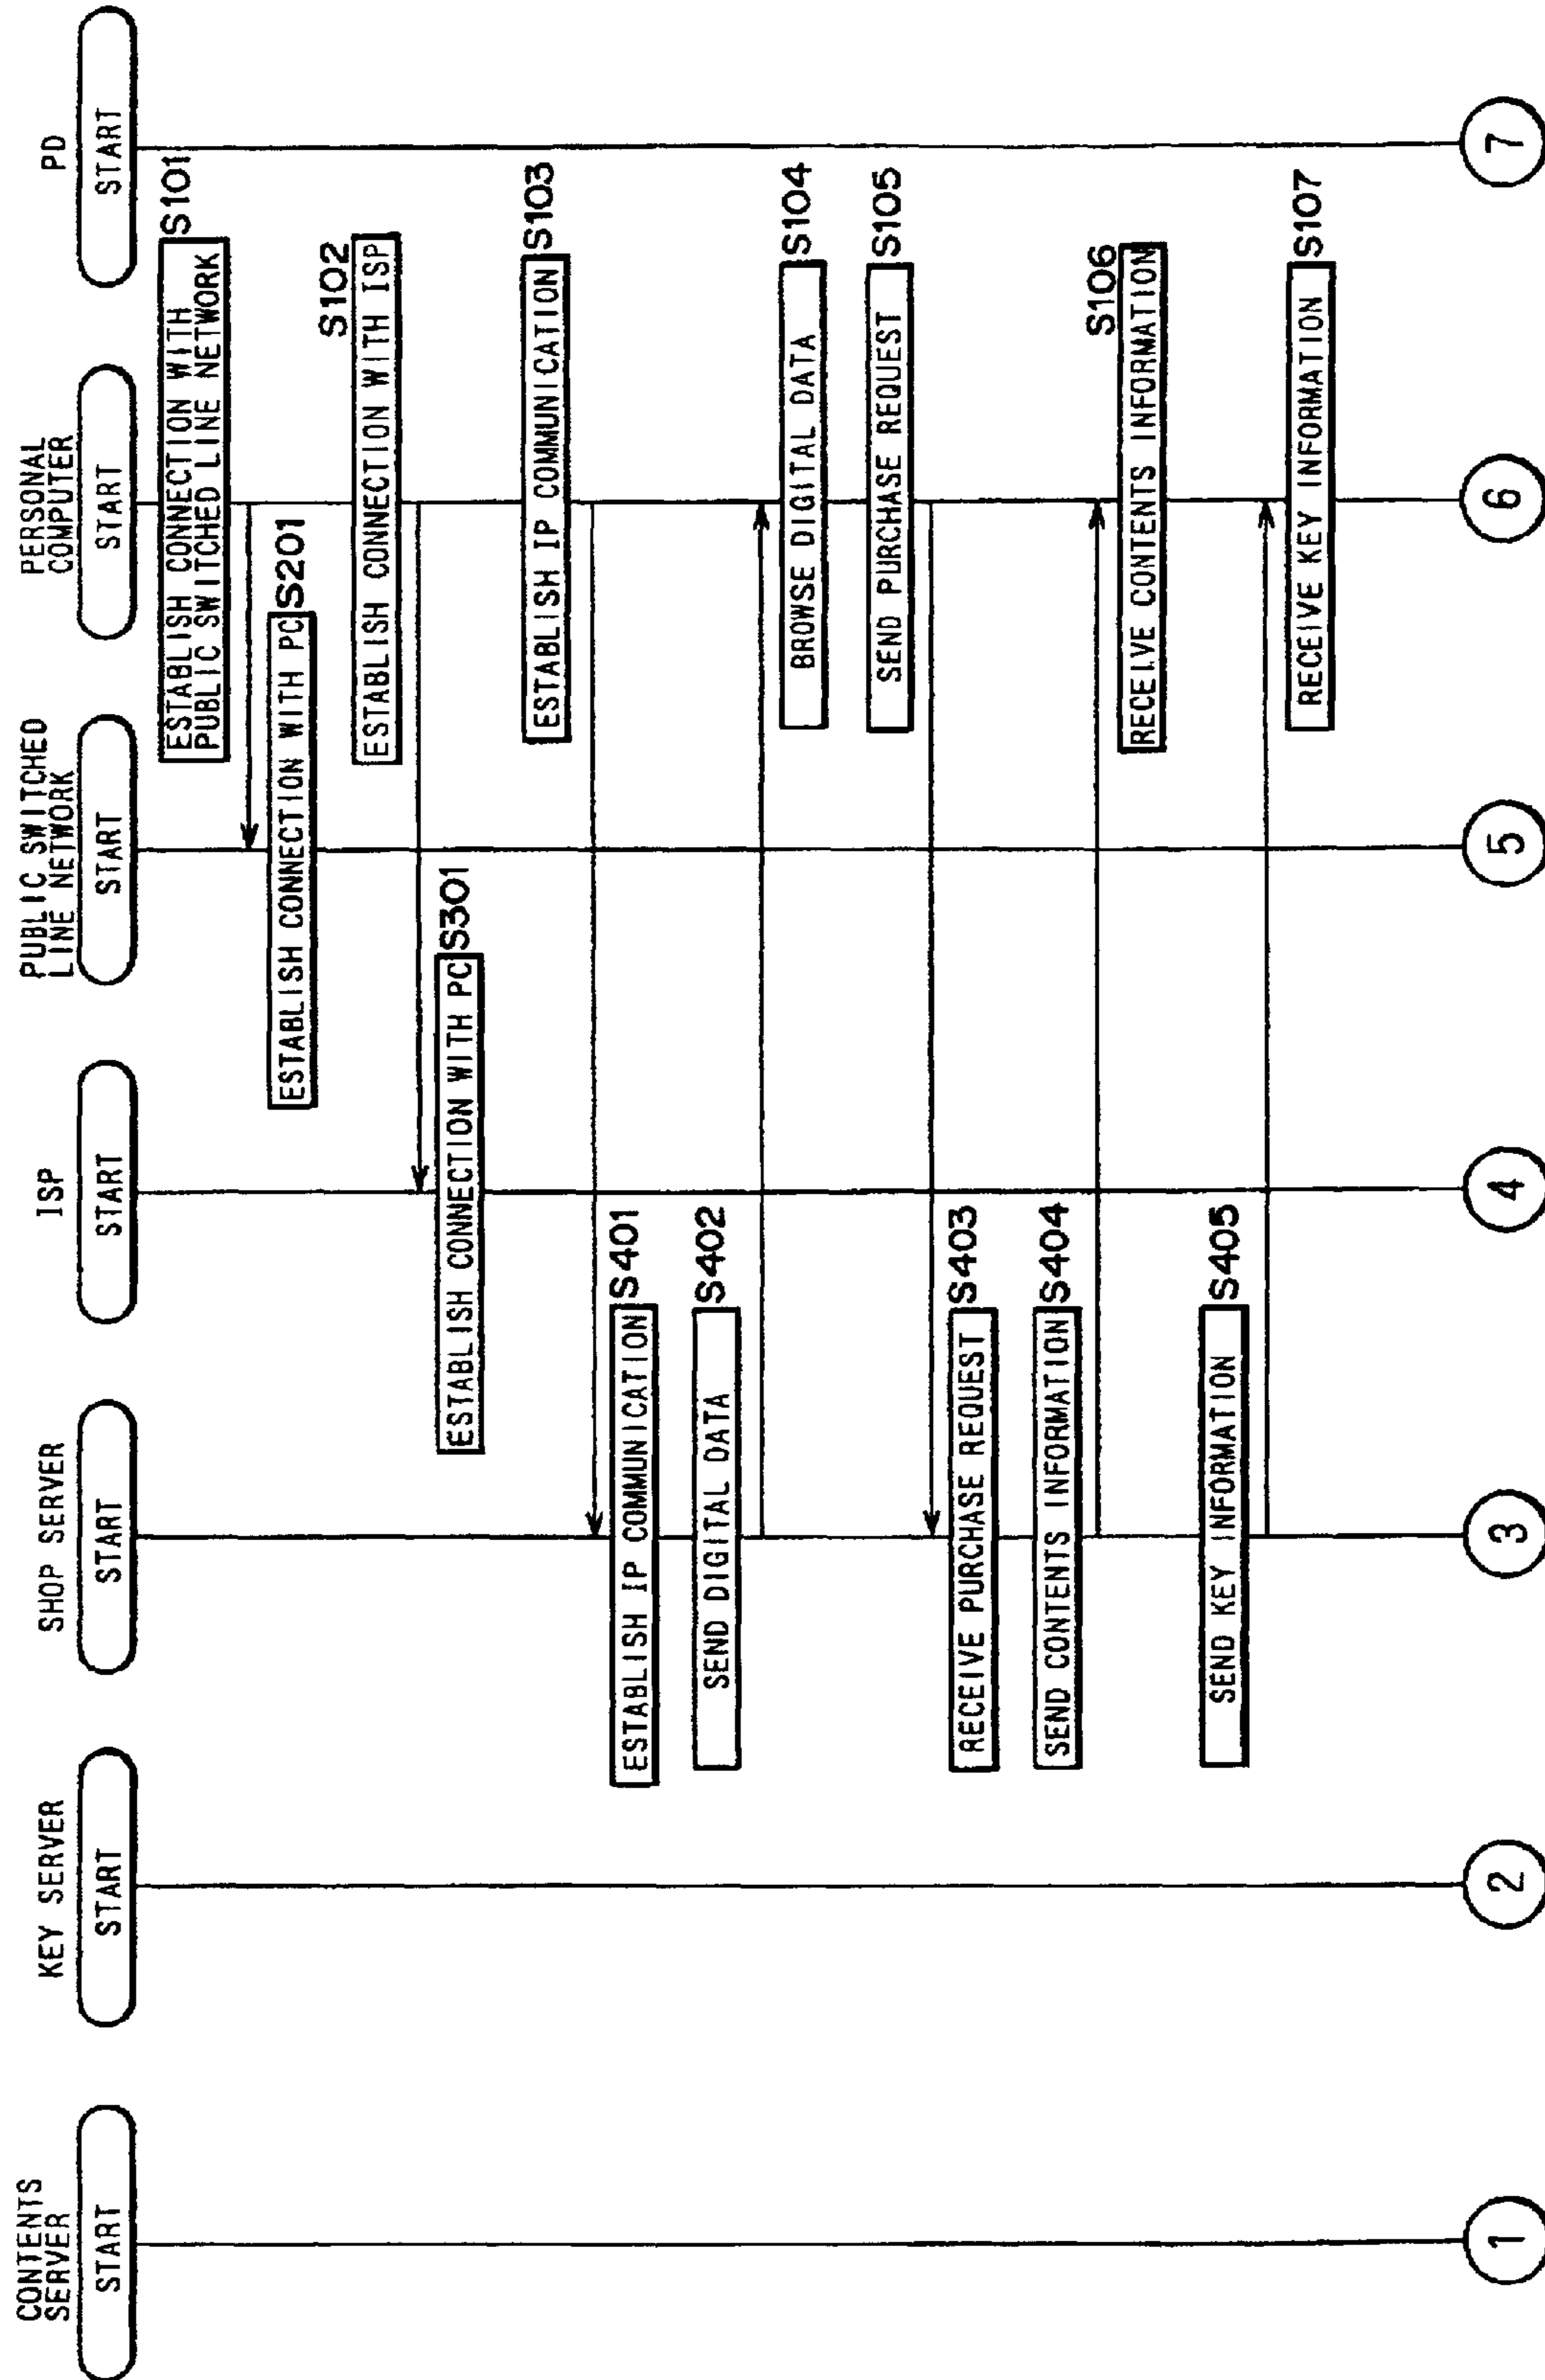 CONTENTS
SERVER
START
KEY SERVER
START
SHOP SERVER
START
ISP
START
PUBLIC SWITCHED
LINE NETWORK
START
PERSONAL
COMPUTER
START
PD
START
ESTABLISH CONNECTION WITH
PUBLIC SWITCHED LINE NETWORK
S101
ESTABLISH CONNECTION WITH PC
S201
ESTABLISH CONNECTION WITH ISP
S102
ESTABLISH CONNECTION WITH PC
S301
ESTABLISH IP COMMUNICATION
S103
ESTABLISH IP COMMUNICATION
S401
SEND DIGITAL DATA
S402
BROWSE DIGITAL DATA
S104
SEND PURCHASE REQUEST
S105
RECEIVE PURCHASE REQUEST
S403
SEND CONTENTS INFORMATION
S404
RECEIVE CONTENTS INFORMATION
S106
SEND KEY INFORMATION
S405
RECEIVE KEY INFORMATION
S107
1
2
3
4
5
6
7